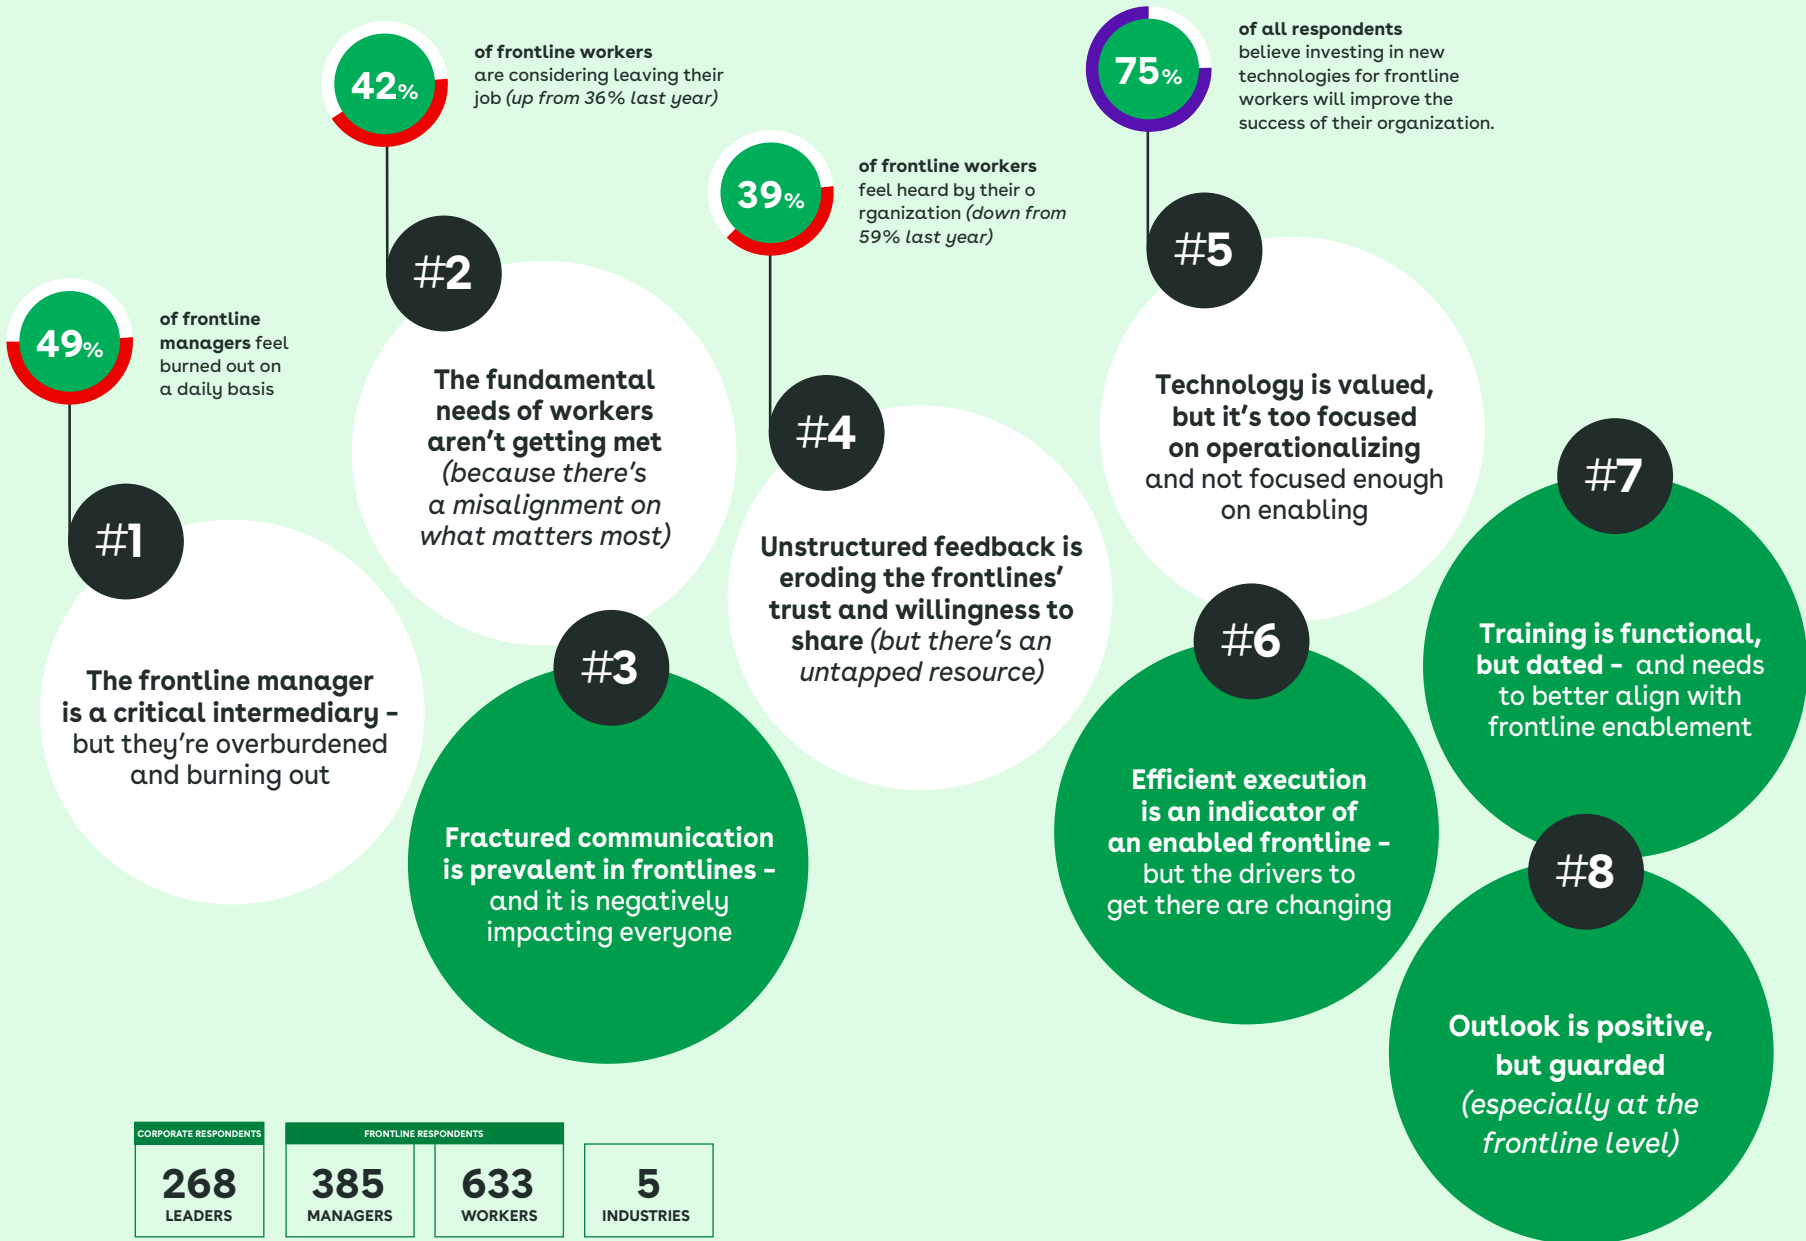 49%
of frontline
managers feel
burned out on
a daily basis
#1
The frontline manager
is a critical intermediary –
but they're overburdened
and burning out
42%
of frontline workers
are considering leaving their
job (up from 36% last year)
#2
The fundamental
needs of workers
aren't getting met
(because there's
a misalignment on
what matters most)
#3
Fractured communication
is prevalent in frontlines –
and it is negatively
impacting everyone
39%
of frontline workers
feel heard by their o
rganization (down from
59% last year)
#4
Unstructured feedback is
eroding the frontlines'
trust and willingness to
share (but there's an
untapped resource)
75%
of all respondents
believe investing in new
technologies for frontline
workers will improve the
success of their organization.
#5
Technology is valued,
but it's too focused
on operationalizing
and not focused enough
on enabling
#6
Efficient execution
is an indicator of
an enabled frontline –
but the drivers to
get there are changing
#7
Training is functional,
but dated – and needs
to better align with
frontline enablement
#8
Outlook is positive,
but guarded
(especially at the
frontline level)
CORPORATE RESPONDENTS
268
LEADERS
FRONTLINE RESPONDENTS
385
MANAGERS
633
WORKERS
5
INDUSTRIES